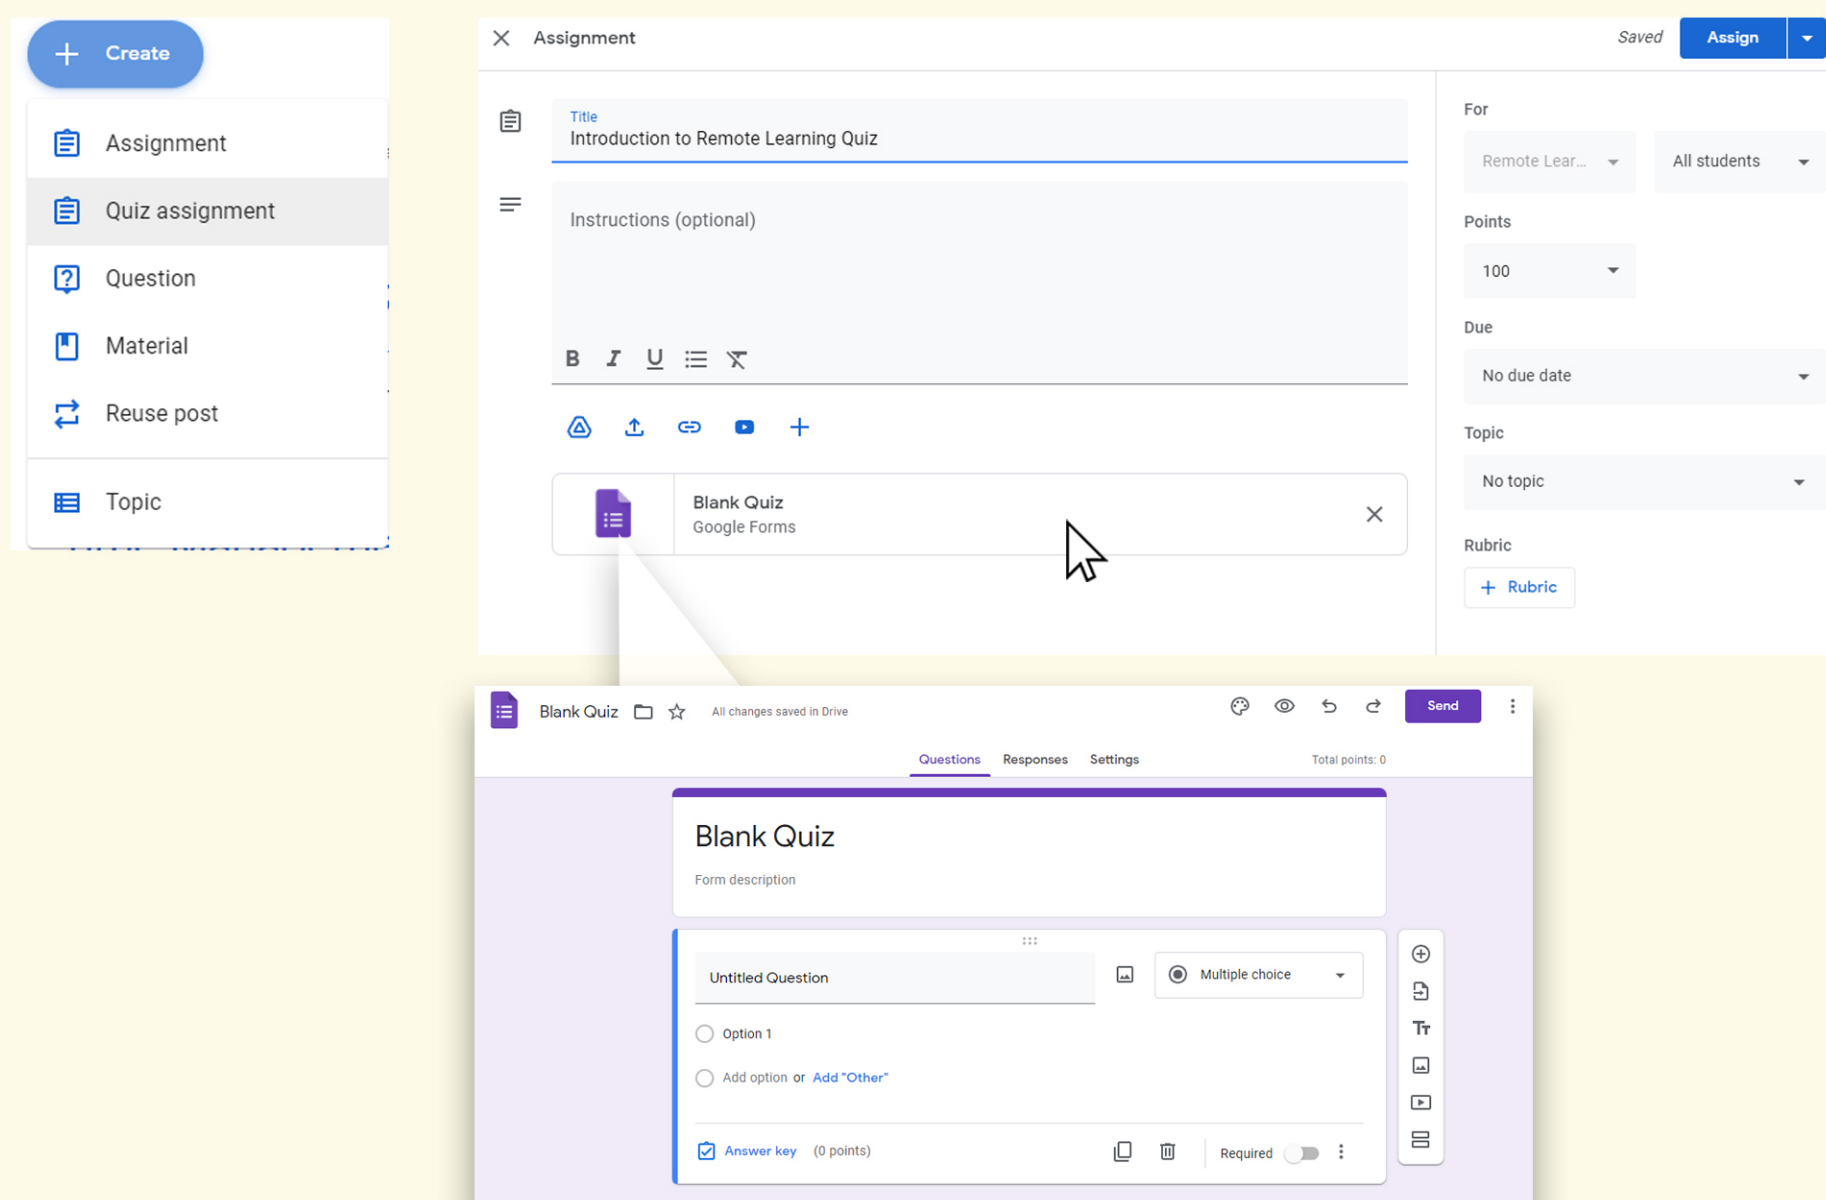 Create
Assignment
Quiz assignment
Question
Material
Reuse post
Topic
Assignment
Saved
Assign
Title
Introduction to Remote Learning Quiz
Instructions (optional)
B I U
Blank Quiz
Google Forms
For
Remote Lear...
All students
Points
100
Due
No due date
Topic
No topic
Rubric
Rubric
Blank Quiz
All changes saved in Drive
Send
Questions
Responses
Settings
Total points: 0
Blank Quiz
Form description
Untitled Question
Multiple choice
Option 1
Add option or Add "Other"
Answer key (0 points)
Required
Tт